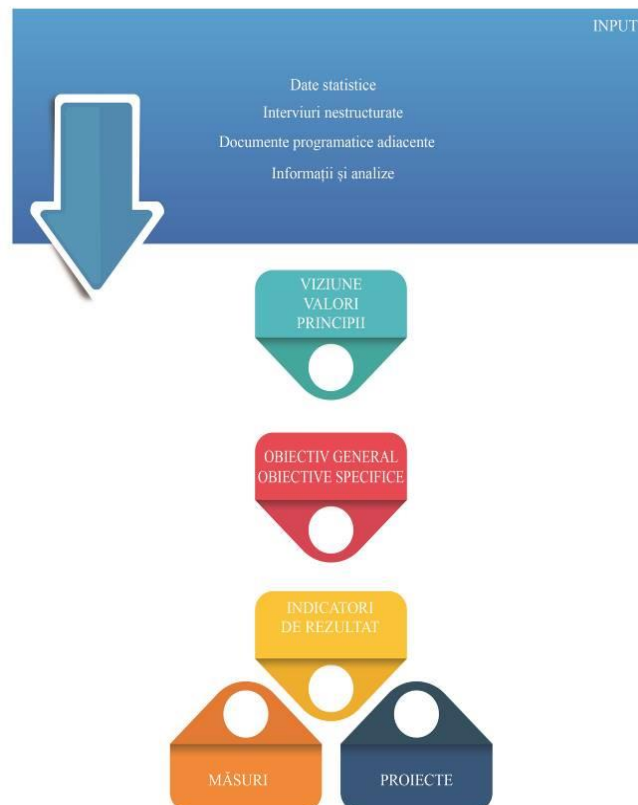 INPUT
Date statistice
Interviuri nestructurate
Documente programatice adiacente
Informații și analize
VIZIUNE
VALORI
PRINCIPII
OBIECTIV GENERAL
OBIECTIVE SPECIFICE
INDICATORI
DE REZULTAT
MĂSURI
PROIECTE